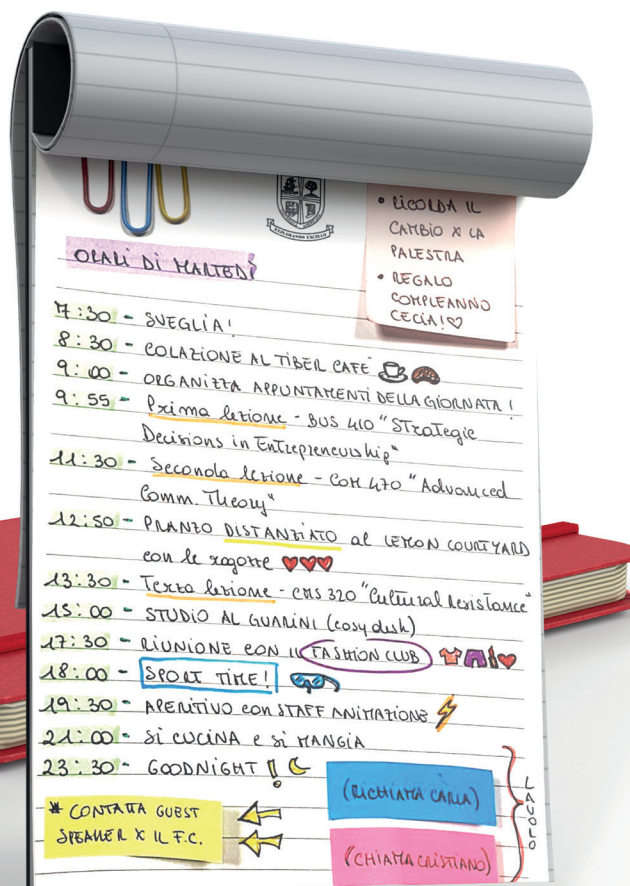 • RICORDA IL
CAMBIO X LA
PALESTRA
• REGALO
COMPLEANNO
CECIA! ♡
EXPLORANDO EXCELLO
ORARI DI MARTEDÌ
7:30 - SVEGLIA!
8:30 - COLAZIONE AL TIBER CAFÈ
9:00 - ORGANIZZA APPUNTAMENTI DELLA GIORNATA!
9:55 - Prima lezione - BUS 410 "Strategic
Decisions in Entrepreneurship"
11:30 - Seconda lezione - COM 470 "Advanced
Comm. Theory"
12:50 - PRANZO DISTANZIATO al LEMON COURTYARD
con le ragazze ♥♥♥
13:30 - Terza lezione - CMS 320 "Cultural Resistance"
15:00 - STUDIO AL GUARINI (cosy desk)
17:30 - RIUNIONE CON IL FASHION CLUB
18:00 - SPORT TIME!
19:30 - APERITIVO con STAFF ANIMAZIONE
21:00 - SI CUCINA e SI MANGIA
23:30 - GOODNIGHT!
(RICHIAMA CARLA)
* CONTATTA GUEST
SPEAKER X IL F.C.
(CHIAMA CRISTIANO)
LAVORO